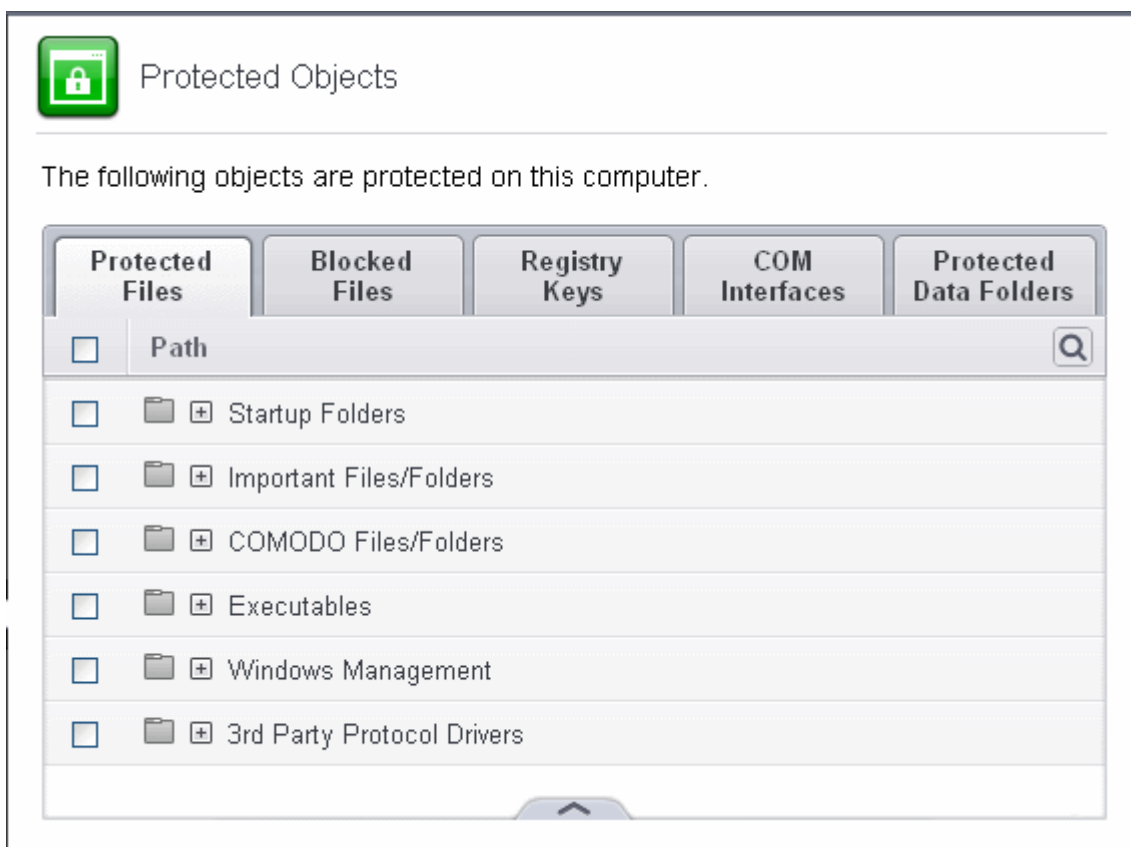 Protected Objects
The following objects are protected on this computer.
Protected Files
Blocked Files
Registry Keys
COM Interfaces
Protected Data Folders
Path
Startup Folders
Important Files/Folders
COMODO Files/Folders
Executables
Windows Management
3rd Party Protocol Drivers